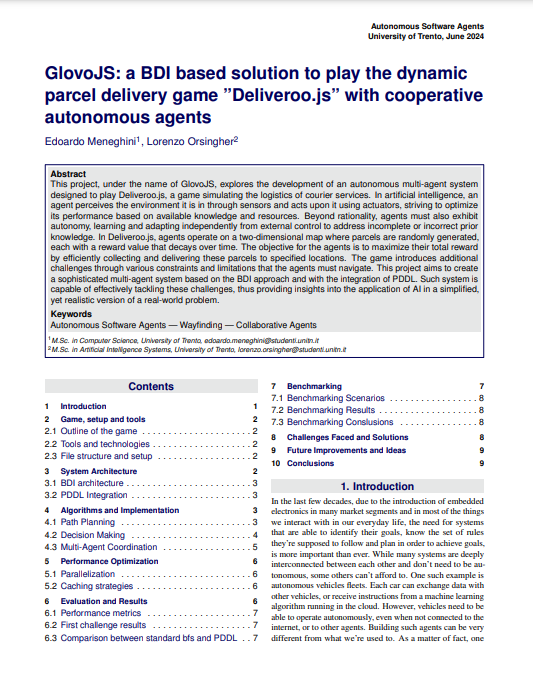 Autonomous Software Agents
University of Trento, June 2024
GlovoJS: a BDI based solution to play the dynamic
parcel delivery game ”Deliveroo.js” with cooperative
autonomous agents
Edoardo Meneghini1, Lorenzo Orsingher2
Abstract
This project, under the name of GlovoJS, explores the development of an autonomous multi-agent system
designed to play Deliveroo.js, a game simulating the logistics of courier services. In artificial intelligence, an
agent perceives the environment it is in through sensors and acts upon it using actuators, striving to optimize
its performance based on available knowledge and resources. Beyond rationality, agents must also exhibit
autonomy, learning and adapting independently from external control to address incomplete or incorrect prior
knowledge. In Deliveroo.js, agents operate on a two-dimensional map where parcels are randomly generated,
each with a reward value that decays over time. The objective for the agents is to maximize their total reward
by efficiently collecting and delivering these parcels to specified locations. The game introduces additional
challenges through various constraints and limitations that the agents must navigate. This project aims to create
a sophisticated multi-agent system based on the BDI approach and with the integration of PDDL. Such system is
capable of effectively tackling these challenges, thus providing insights into the application of AI in a simplified,
yet realistic version of a real-world problem.
Keywords
Autonomous Software Agents — Wayfinding — Collaborative Agents
1 M.Sc. in Computer Science, University of Trento, edoardo.meneghini@studenti.unitn.it
2 M.Sc. in Artificial Intelligence Systems, University of Trento, lorenzo.orsingher@studenti.unitn.it
Contents
1 Introduction 1
2 Game, setup and tools 2
2.1 Outline of the game . . . . . . . . . . . . . . . . . 2
2.2 Tools and technologies . . . . . . . . . . . . . . . 2
2.3 File structure and setup . . . . . . . . . . . . . . . 2
3 System Architecture 2
3.1 BDI architecture . . . . . . . . . . . . . . . . . . . 3
3.2 PDDL Integration . . . . . . . . . . . . . . . . . . . 3
4 Algorithms and Implementation 3
4.1 Path Planning . . . . . . . . . . . . . . . . . . . . 3
4.2 Decision Making . . . . . . . . . . . . . . . . . . . 4
4.3 Multi-Agent Coordination . . . . . . . . . . . . . . 5
5 Performance Optimization 6
5.1 Parallelization . . . . . . . . . . . . . . . . . . . . 6
5.2 Caching strategies . . . . . . . . . . . . . . . . . . 6
6 Evaluation and Results 6
6.1 Performance metrics . . . . . . . . . . . . . . . . . 7
6.2 First challenge results . . . . . . . . . . . . . . . . 7
6.3 Comparison between standard bfs and PDDL . . 7
7 Benchmarking 7
7.1 Benchmarking Scenarios . . . . . . . . . . . . . . 8
7.2 Benchmarking Results . . . . . . . . . . . . . . . 8
7.3 Benchmarking Conslusions . . . . . . . . . . . . 8
8 Challenges Faced and Solutions 8
9 Future Improvements and Ideas 9
10 Conclusions 9
1. Introduction
In the last few decades, due to the introduction of embedded
electronics in many market segments and in most of the things
we interact with in our everyday life, the need for systems
that are able to identify their goals, know the set of rules
they're supposed to follow and plan in order to achieve goals,
is more important than ever. While many systems are deeply
interconnected between each other and don't need to be au-
tonomous, some others can't afford to. One such example is
autonomous vehicles fleets. Each car can exchange data with
other vehicles, or receive instructions from a machine learning
algorithm running in the cloud. However, vehicles need to be
able to operate autonomously, even when not connected to the
internet, or to other agents. Building such agents can be very
different from what we're used to. As a matter of fact, one